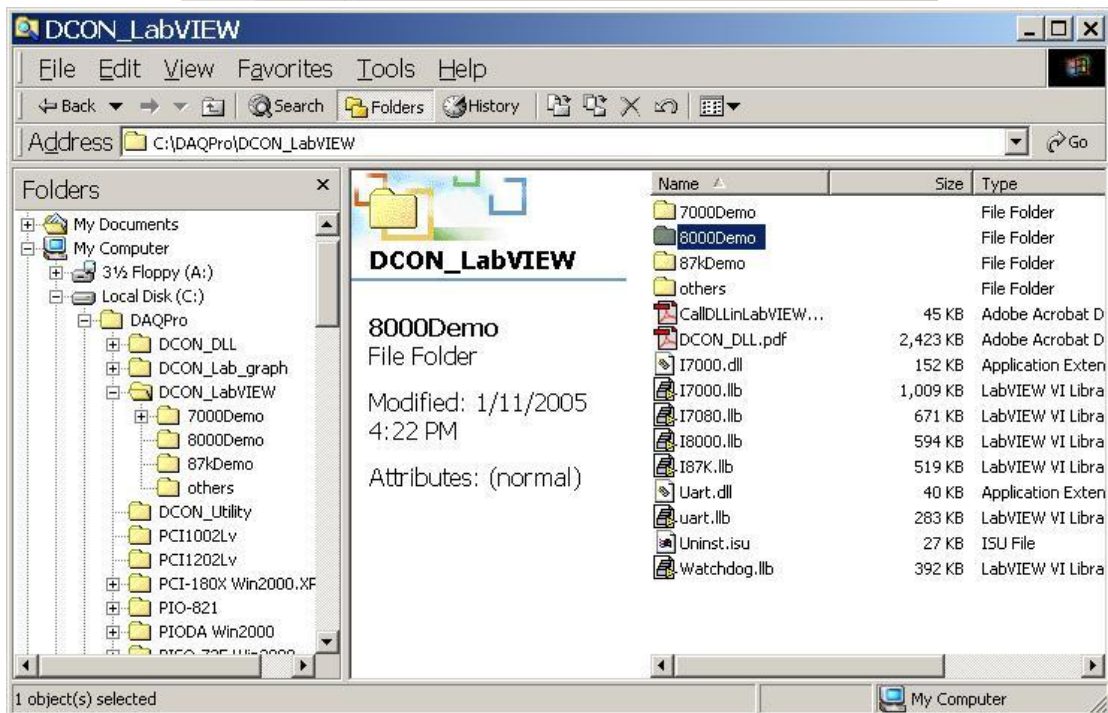 DCON_LabVIEW
File Edit View Favorites Tools Help
Back Search Folders History
Address C:\DAQPro\DCON_LabVIEW Go
Folders
My Documents
My Computer
3½ Floppy (A:)
Local Disk (C:)
DAQPro
DCON_DLL
DCON_Lab_graph
DCON_LabVIEW
7000Demo
8000Demo
87kDemo
others
DCON_Utility
PCI1002Lv
PCI1202Lv
PCI-180X Win2000.XF
PIO-821
PIODA Win2000
DCON_LabVIEW
8000Demo
File Folder
Modified: 1/11/2005
4:22 PM
Attributes: (normal)
Name Size Type
7000Demo File Folder
8000Demo File Folder
87kDemo File Folder
others File Folder
CallDLLinLabVIEW... 45 KB Adobe Acrobat D
DCON_DLL.pdf 2,423 KB Adobe Acrobat D
I7000.dll 152 KB Application Exten
I7000.llb 1,009 KB LabVIEW VI Libra
I7080.llb 671 KB LabVIEW VI Libra
I8000.llb 594 KB LabVIEW VI Libra
I87K.llb 519 KB LabVIEW VI Libra
Uart.dll 40 KB Application Exten
uart.llb 283 KB LabVIEW VI Libra
Uninst.isu 27 KB ISU File
Watchdog.llb 392 KB LabVIEW VI Libra
1 object(s) selected My Computer